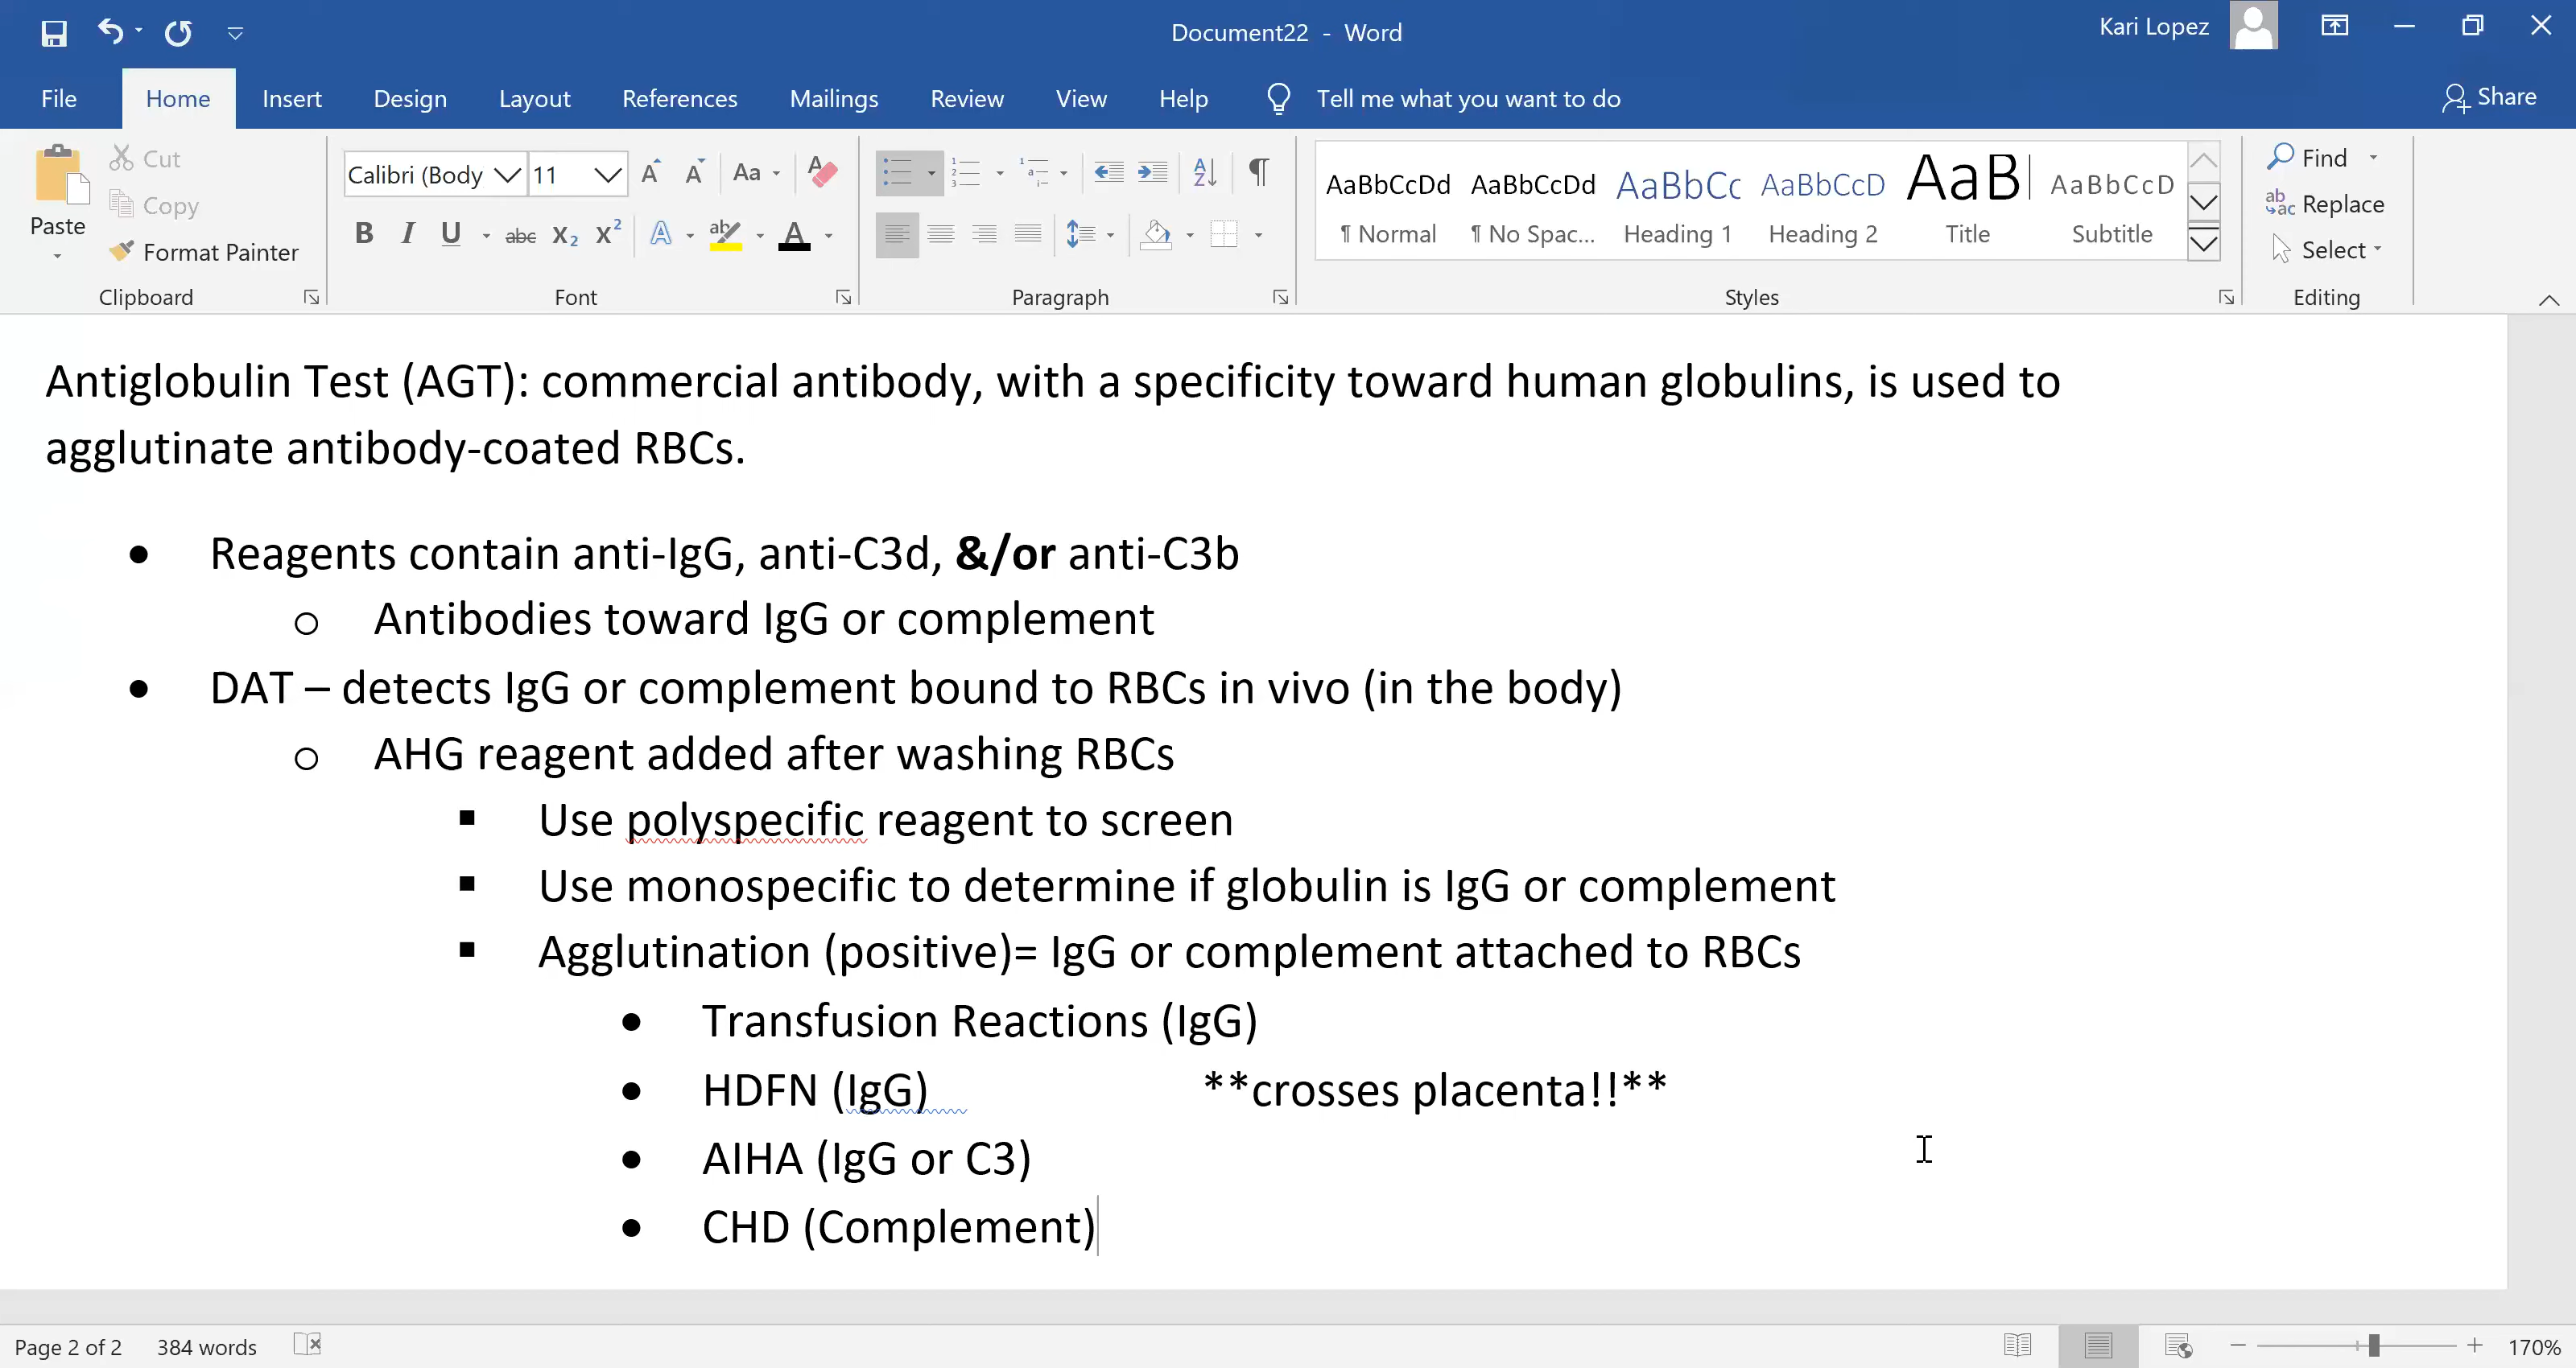 Document22 - Word
Kari Lopez
File Home Insert Design Layout References Mailings Review View Help Tell me what you want to do Share
Paste
Cut
Copy
Format Painter
Clipboard
Calibri (Body 11
Aa
B I U abc X₂ X² A ab A
Font
Paragraph
AaBbCcDd AaBbCcDd AaBbCc AaBbCcD AaB AaBbCcD
¶ Normal ¶ No Spac... Heading 1 Heading 2 Title Subtitle
Styles
Find
Replace
Select
Editing
Antiglobulin Test (AGT): commercial antibody, with a specificity toward human globulins, is used to
agglutinate antibody-coated RBCs.
• Reagents contain anti-IgG, anti-C3d, &/or anti-C3b
o Antibodies toward IgG or complement
• DAT – detects IgG or complement bound to RBCs in vivo (in the body)
o AHG reagent added after washing RBCs
▪ Use polyspecific reagent to screen
▪ Use monospecific to determine if globulin is IgG or complement
▪ Agglutination (positive)= IgG or complement attached to RBCs
• Transfusion Reactions (IgG)
• HDFN (IgG) **crosses placenta!!**
• AIHA (IgG or C3)
• CHD (Complement)
Page 2 of 2 384 words 170%